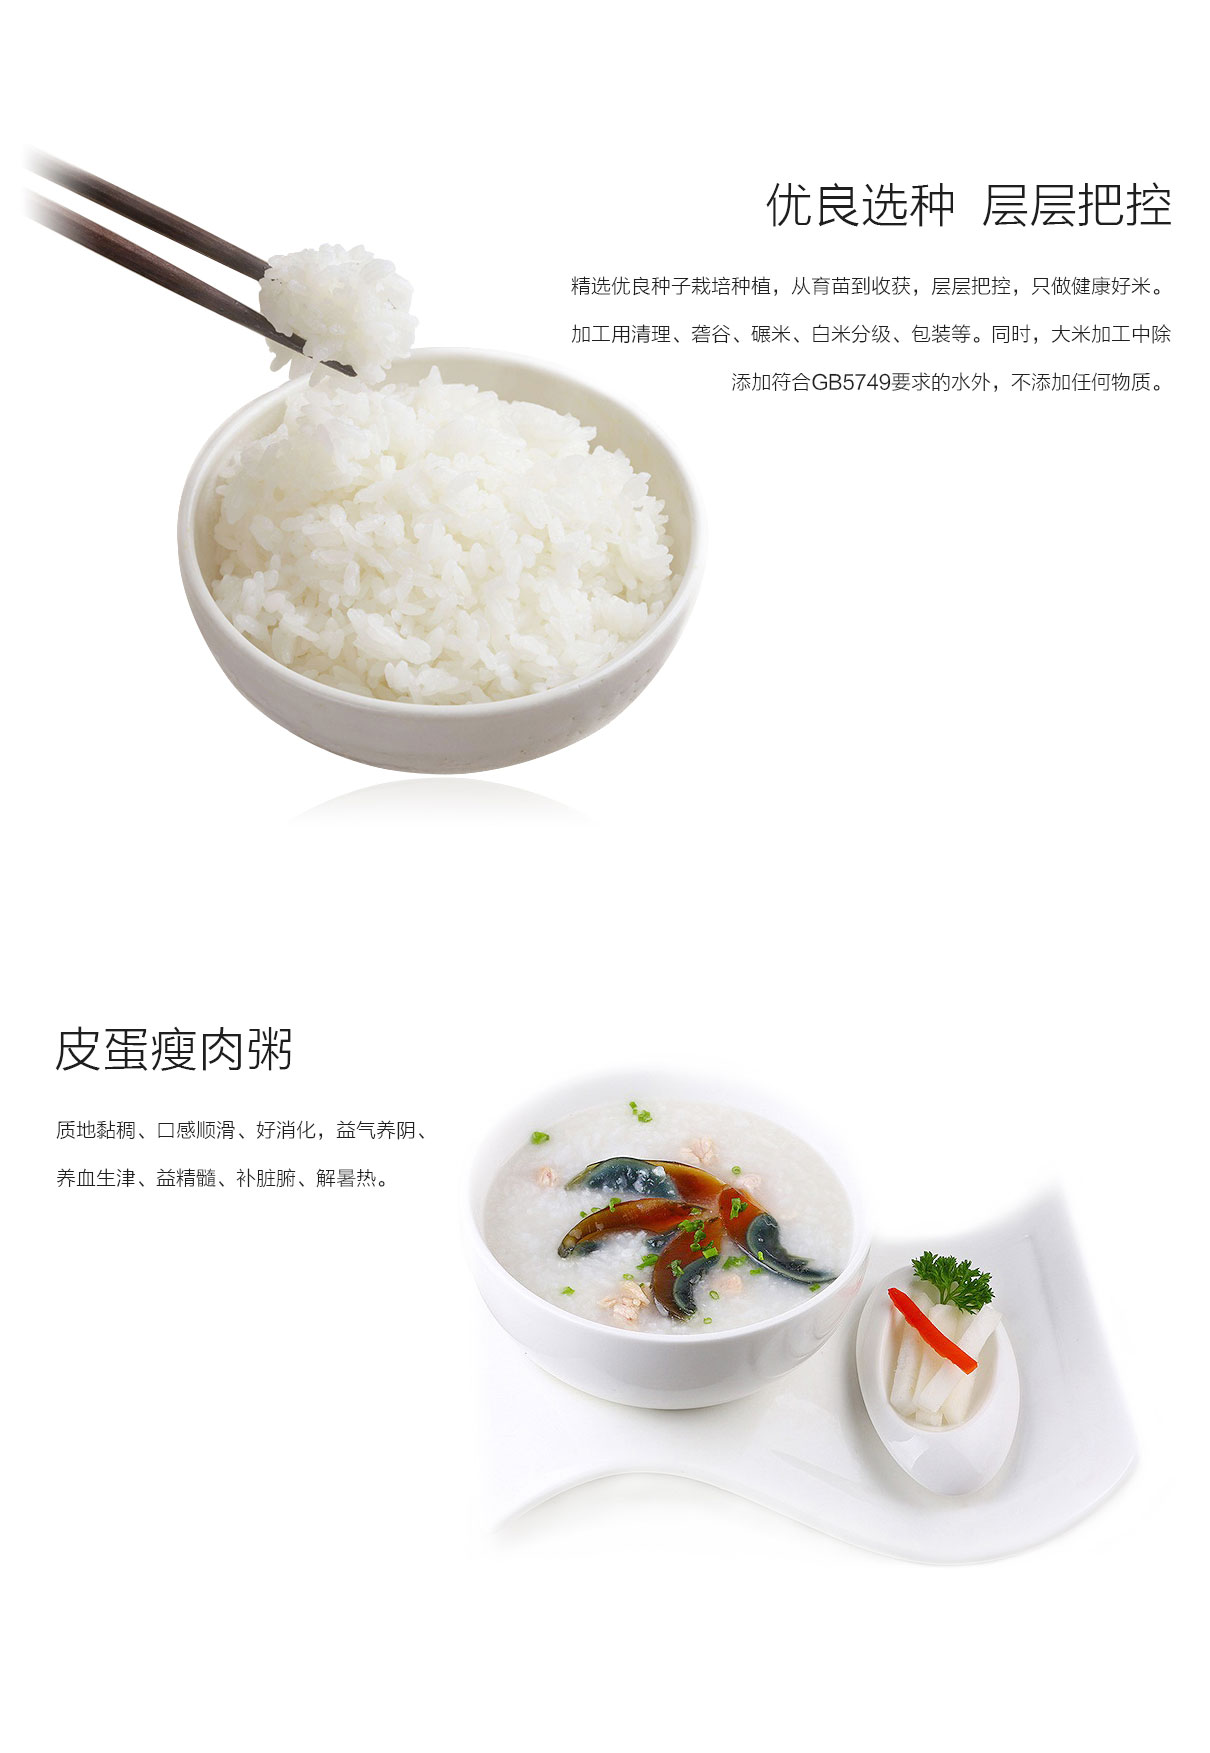 优良选种 层层把控
精选优良种子栽培种植，从育苗到收获，层层把控，只做健康好米。
加工用清理、砻谷、碾米、白米分级、包装等。同时，大米加工中除
添加符合GB5749要求的水外，不添加任何物质。
皮蛋瘦肉粥
质地黏稠、口感顺滑、好消化，益气养阴、
养血生津、益精髓、补脏腑、解暑热。